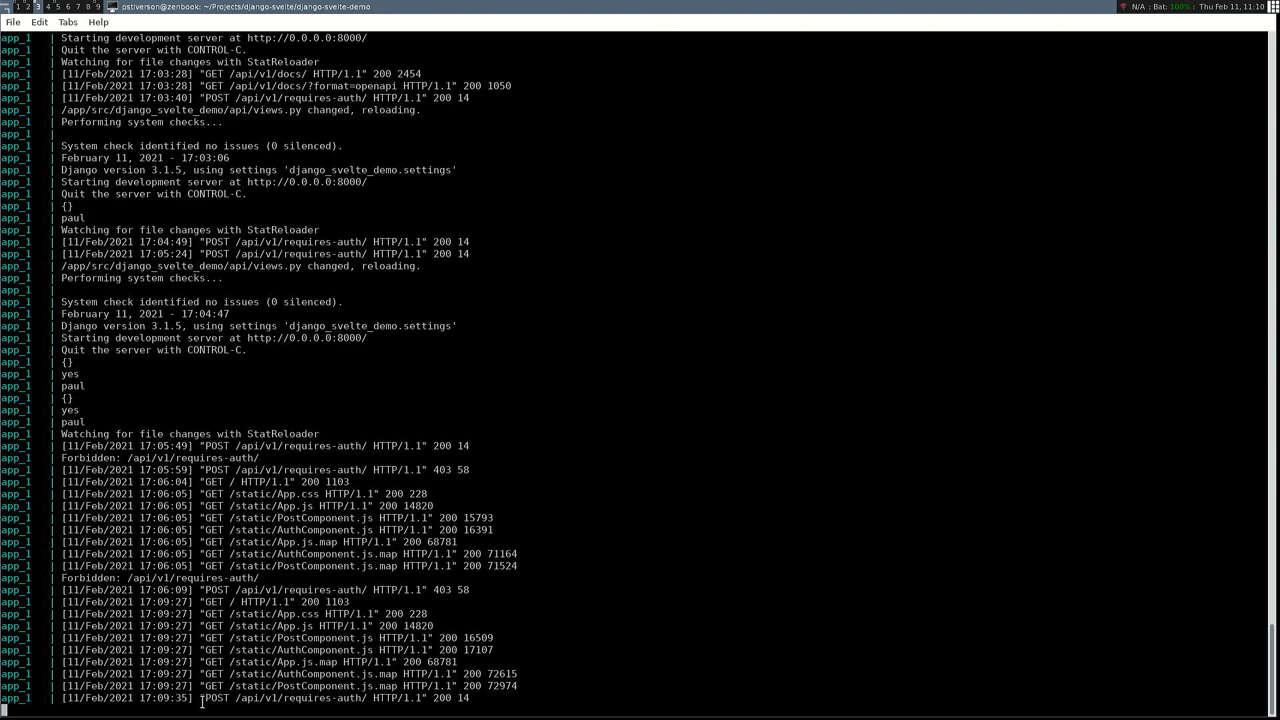 1 2 3 4 5 6 7 8 9 pstiverson@zenbook: ~/Projects/django-svelte/django-svelte-demo N/A : Bat: 100% : Thu Feb 11, 11:10
File Edit Tabs Help
app_1 | Starting development server at http://0.0.0.0:8000/
app_1 | Quit the server with CONTROL-C.
app_1 | Watching for file changes with StatReloader
app_1 | [11/Feb/2021 17:03:28] "GET /api/v1/docs/ HTTP/1.1" 200 2454
app_1 | [11/Feb/2021 17:03:28] "GET /api/v1/docs/?format=openapi HTTP/1.1" 200 1050
app_1 | [11/Feb/2021 17:03:40] "POST /api/v1/requires-auth/ HTTP/1.1" 200 14
app_1 | /app/src/django_svelte_demo/api/views.py changed, reloading.
app_1 | Performing system checks...
app_1 |
app_1 | System check identified no issues (0 silenced).
app_1 | February 11, 2021 - 17:03:06
app_1 | Django version 3.1.5, using settings 'django_svelte_demo.settings'
app_1 | Starting development server at http://0.0.0.0:8000/
app_1 | Quit the server with CONTROL-C.
app_1 | {}
app_1 | paul
app_1 | Watching for file changes with StatReloader
app_1 | [11/Feb/2021 17:04:49] "POST /api/v1/requires-auth/ HTTP/1.1" 200 14
app_1 | [11/Feb/2021 17:05:24] "POST /api/v1/requires-auth/ HTTP/1.1" 200 14
app_1 | /app/src/django_svelte_demo/api/views.py changed, reloading.
app_1 | Performing system checks...
app_1 |
app_1 | System check identified no issues (0 silenced).
app_1 | February 11, 2021 - 17:04:47
app_1 | Django version 3.1.5, using settings 'django_svelte_demo.settings'
app_1 | Starting development server at http://0.0.0.0:8000/
app_1 | Quit the server with CONTROL-C.
app_1 | {}
app_1 | yes
app_1 | paul
app_1 | {}
app_1 | yes
app_1 | paul
app_1 | Watching for file changes with StatReloader
app_1 | [11/Feb/2021 17:05:49] "POST /api/v1/requires-auth/ HTTP/1.1" 200 14
app_1 | Forbidden: /api/v1/requires-auth/
app_1 | [11/Feb/2021 17:05:59] "POST /api/v1/requires-auth/ HTTP/1.1" 403 58
app_1 | [11/Feb/2021 17:06:04] "GET / HTTP/1.1" 200 1103
app_1 | [11/Feb/2021 17:06:05] "GET /static/App.css HTTP/1.1" 200 228
app_1 | [11/Feb/2021 17:06:05] "GET /static/App.js HTTP/1.1" 200 14820
app_1 | [11/Feb/2021 17:06:05] "GET /static/PostComponent.js HTTP/1.1" 200 15793
app_1 | [11/Feb/2021 17:06:05] "GET /static/AuthComponent.js HTTP/1.1" 200 16391
app_1 | [11/Feb/2021 17:06:05] "GET /static/App.js.map HTTP/1.1" 200 68781
app_1 | [11/Feb/2021 17:06:05] "GET /static/AuthComponent.js.map HTTP/1.1" 200 71164
app_1 | [11/Feb/2021 17:06:05] "GET /static/PostComponent.js.map HTTP/1.1" 200 71524
app_1 | Forbidden: /api/v1/requires-auth/
app_1 | [11/Feb/2021 17:06:09] "POST /api/v1/requires-auth/ HTTP/1.1" 403 58
app_1 | [11/Feb/2021 17:09:27] "GET / HTTP/1.1" 200 1103
app_1 | [11/Feb/2021 17:09:27] "GET /static/App.css HTTP/1.1" 200 228
app_1 | [11/Feb/2021 17:09:27] "GET /static/App.js HTTP/1.1" 200 14820
app_1 | [11/Feb/2021 17:09:27] "GET /static/PostComponent.js HTTP/1.1" 200 16509
app_1 | [11/Feb/2021 17:09:27] "GET /static/AuthComponent.js HTTP/1.1" 200 17107
app_1 | [11/Feb/2021 17:09:27] "GET /static/App.js.map HTTP/1.1" 200 68781
app_1 | [11/Feb/2021 17:09:27] "GET /static/AuthComponent.js.map HTTP/1.1" 200 72615
app_1 | [11/Feb/2021 17:09:27] "GET /static/PostComponent.js.map HTTP/1.1" 200 72974
app_1 | [11/Feb/2021 17:09:35] "POST /api/v1/requires-auth/ HTTP/1.1" 200 14